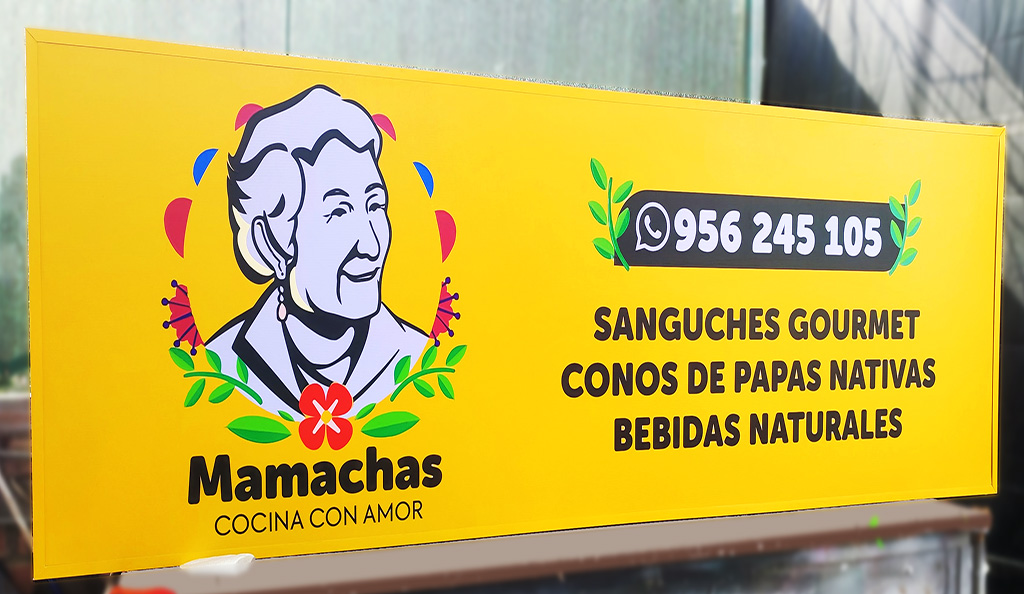 Mamachas
COCINA CON AMOR
956 245 105
SANGUCHES GOURMET
CONOS DE PAPAS NATIVAS
BEBIDAS NATURALES